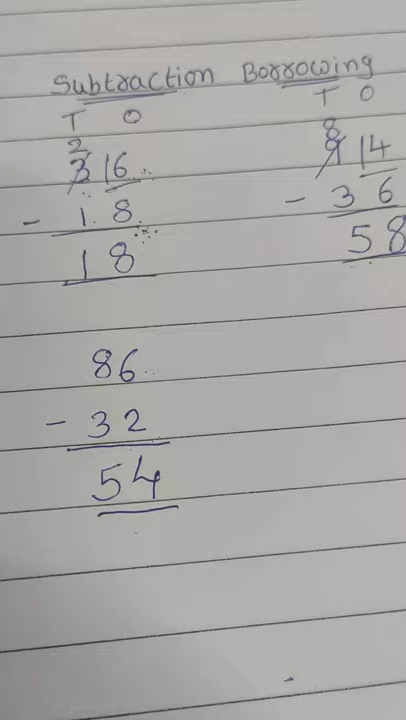 Subtraction Borrowing
T O
2
3 16
- 1 8
1 8
T O
8
9 14
- 3 6
5 8
86
- 32
54